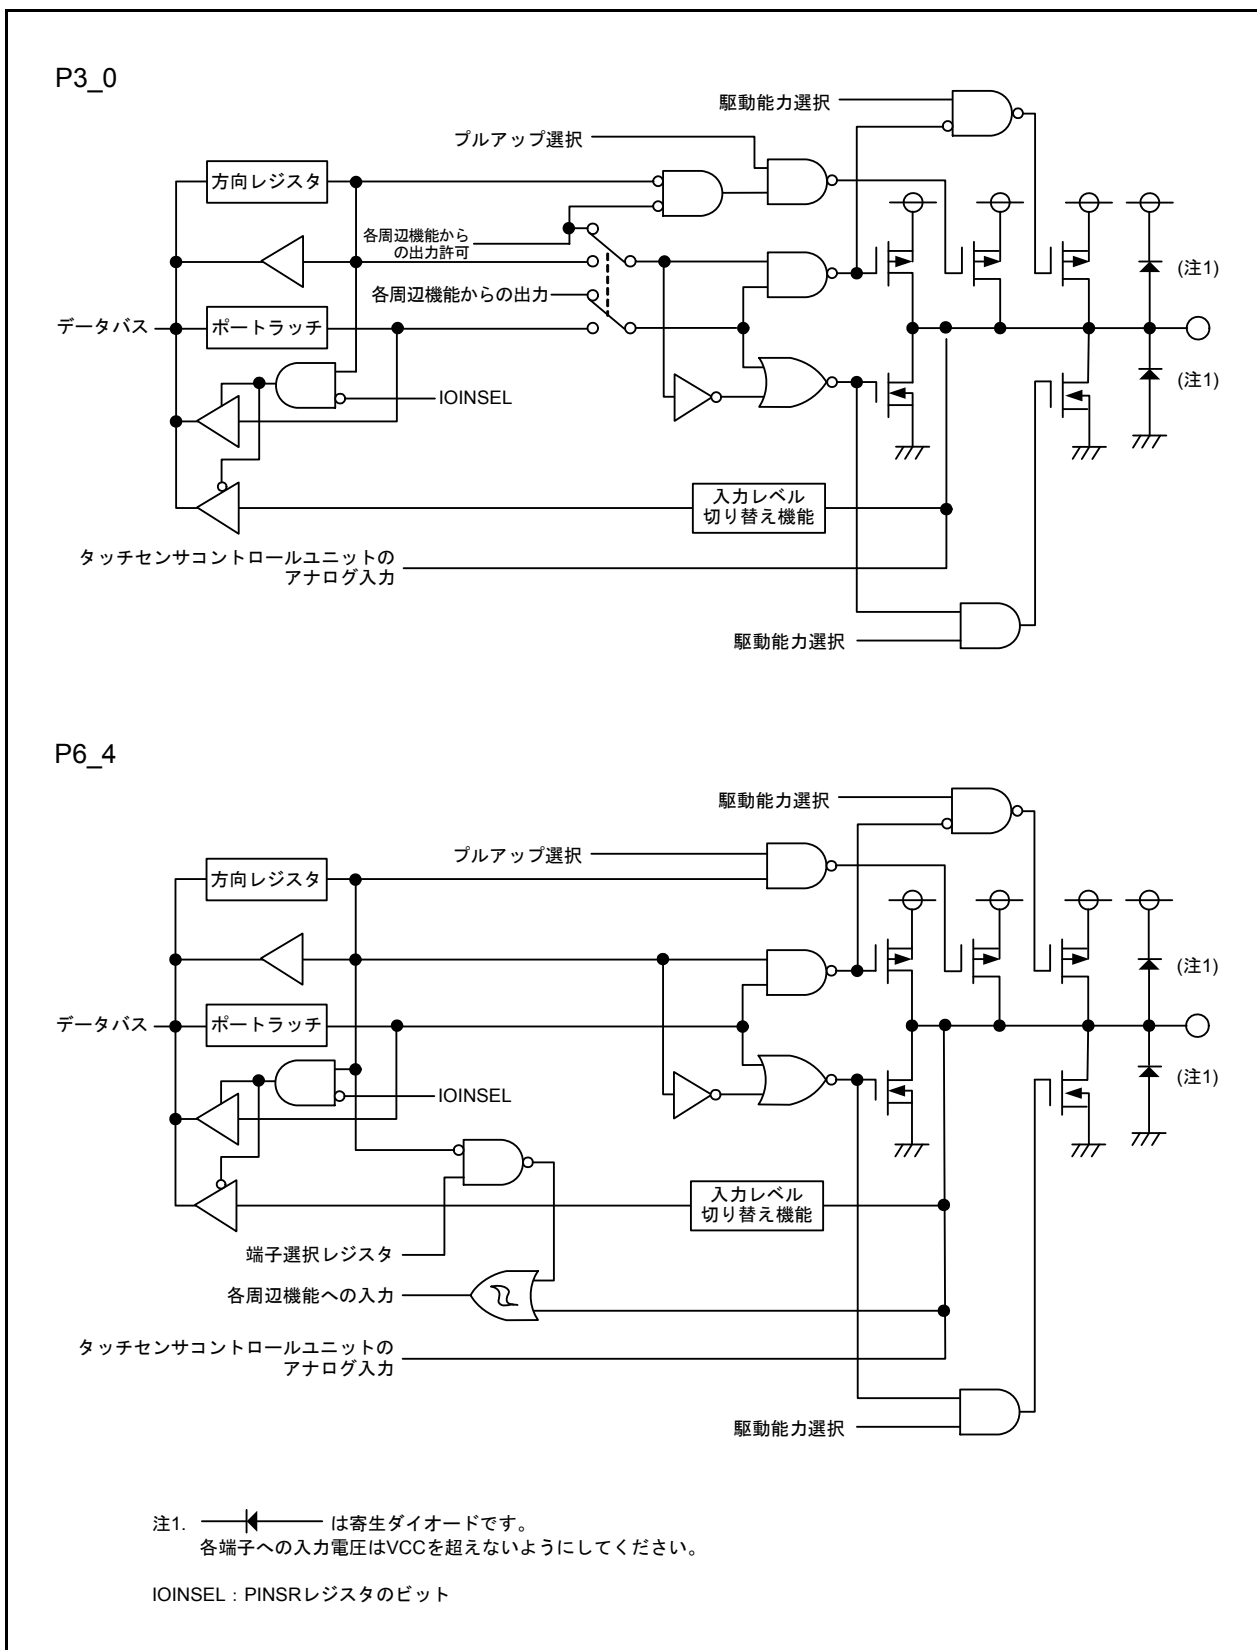 P3_0
駆動能力選択
プルアップ選択
方向レジスタ
各周辺機能から
の出力許可
(注1)
各周辺機能からの出力
データバス
ポートラッチ
(注1)
IOINSEL
入力レベル
切り替え機能
タッチセンサコントロールユニットの
アナログ入力
駆動能力選択
P6_4
駆動能力選択
プルアップ選択
方向レジスタ
(注1)
データバス
ポートラッチ
(注1)
IOINSEL
入力レベル
切り替え機能
端子選択レジスタ
各周辺機能への入力
タッチセンサコントロールユニットの
アナログ入力
駆動能力選択
注1. は寄生ダイオードです。
各端子への入力電圧はVCCを超えないようにしてください。
IOINSEL：PINSRレジスタのビット